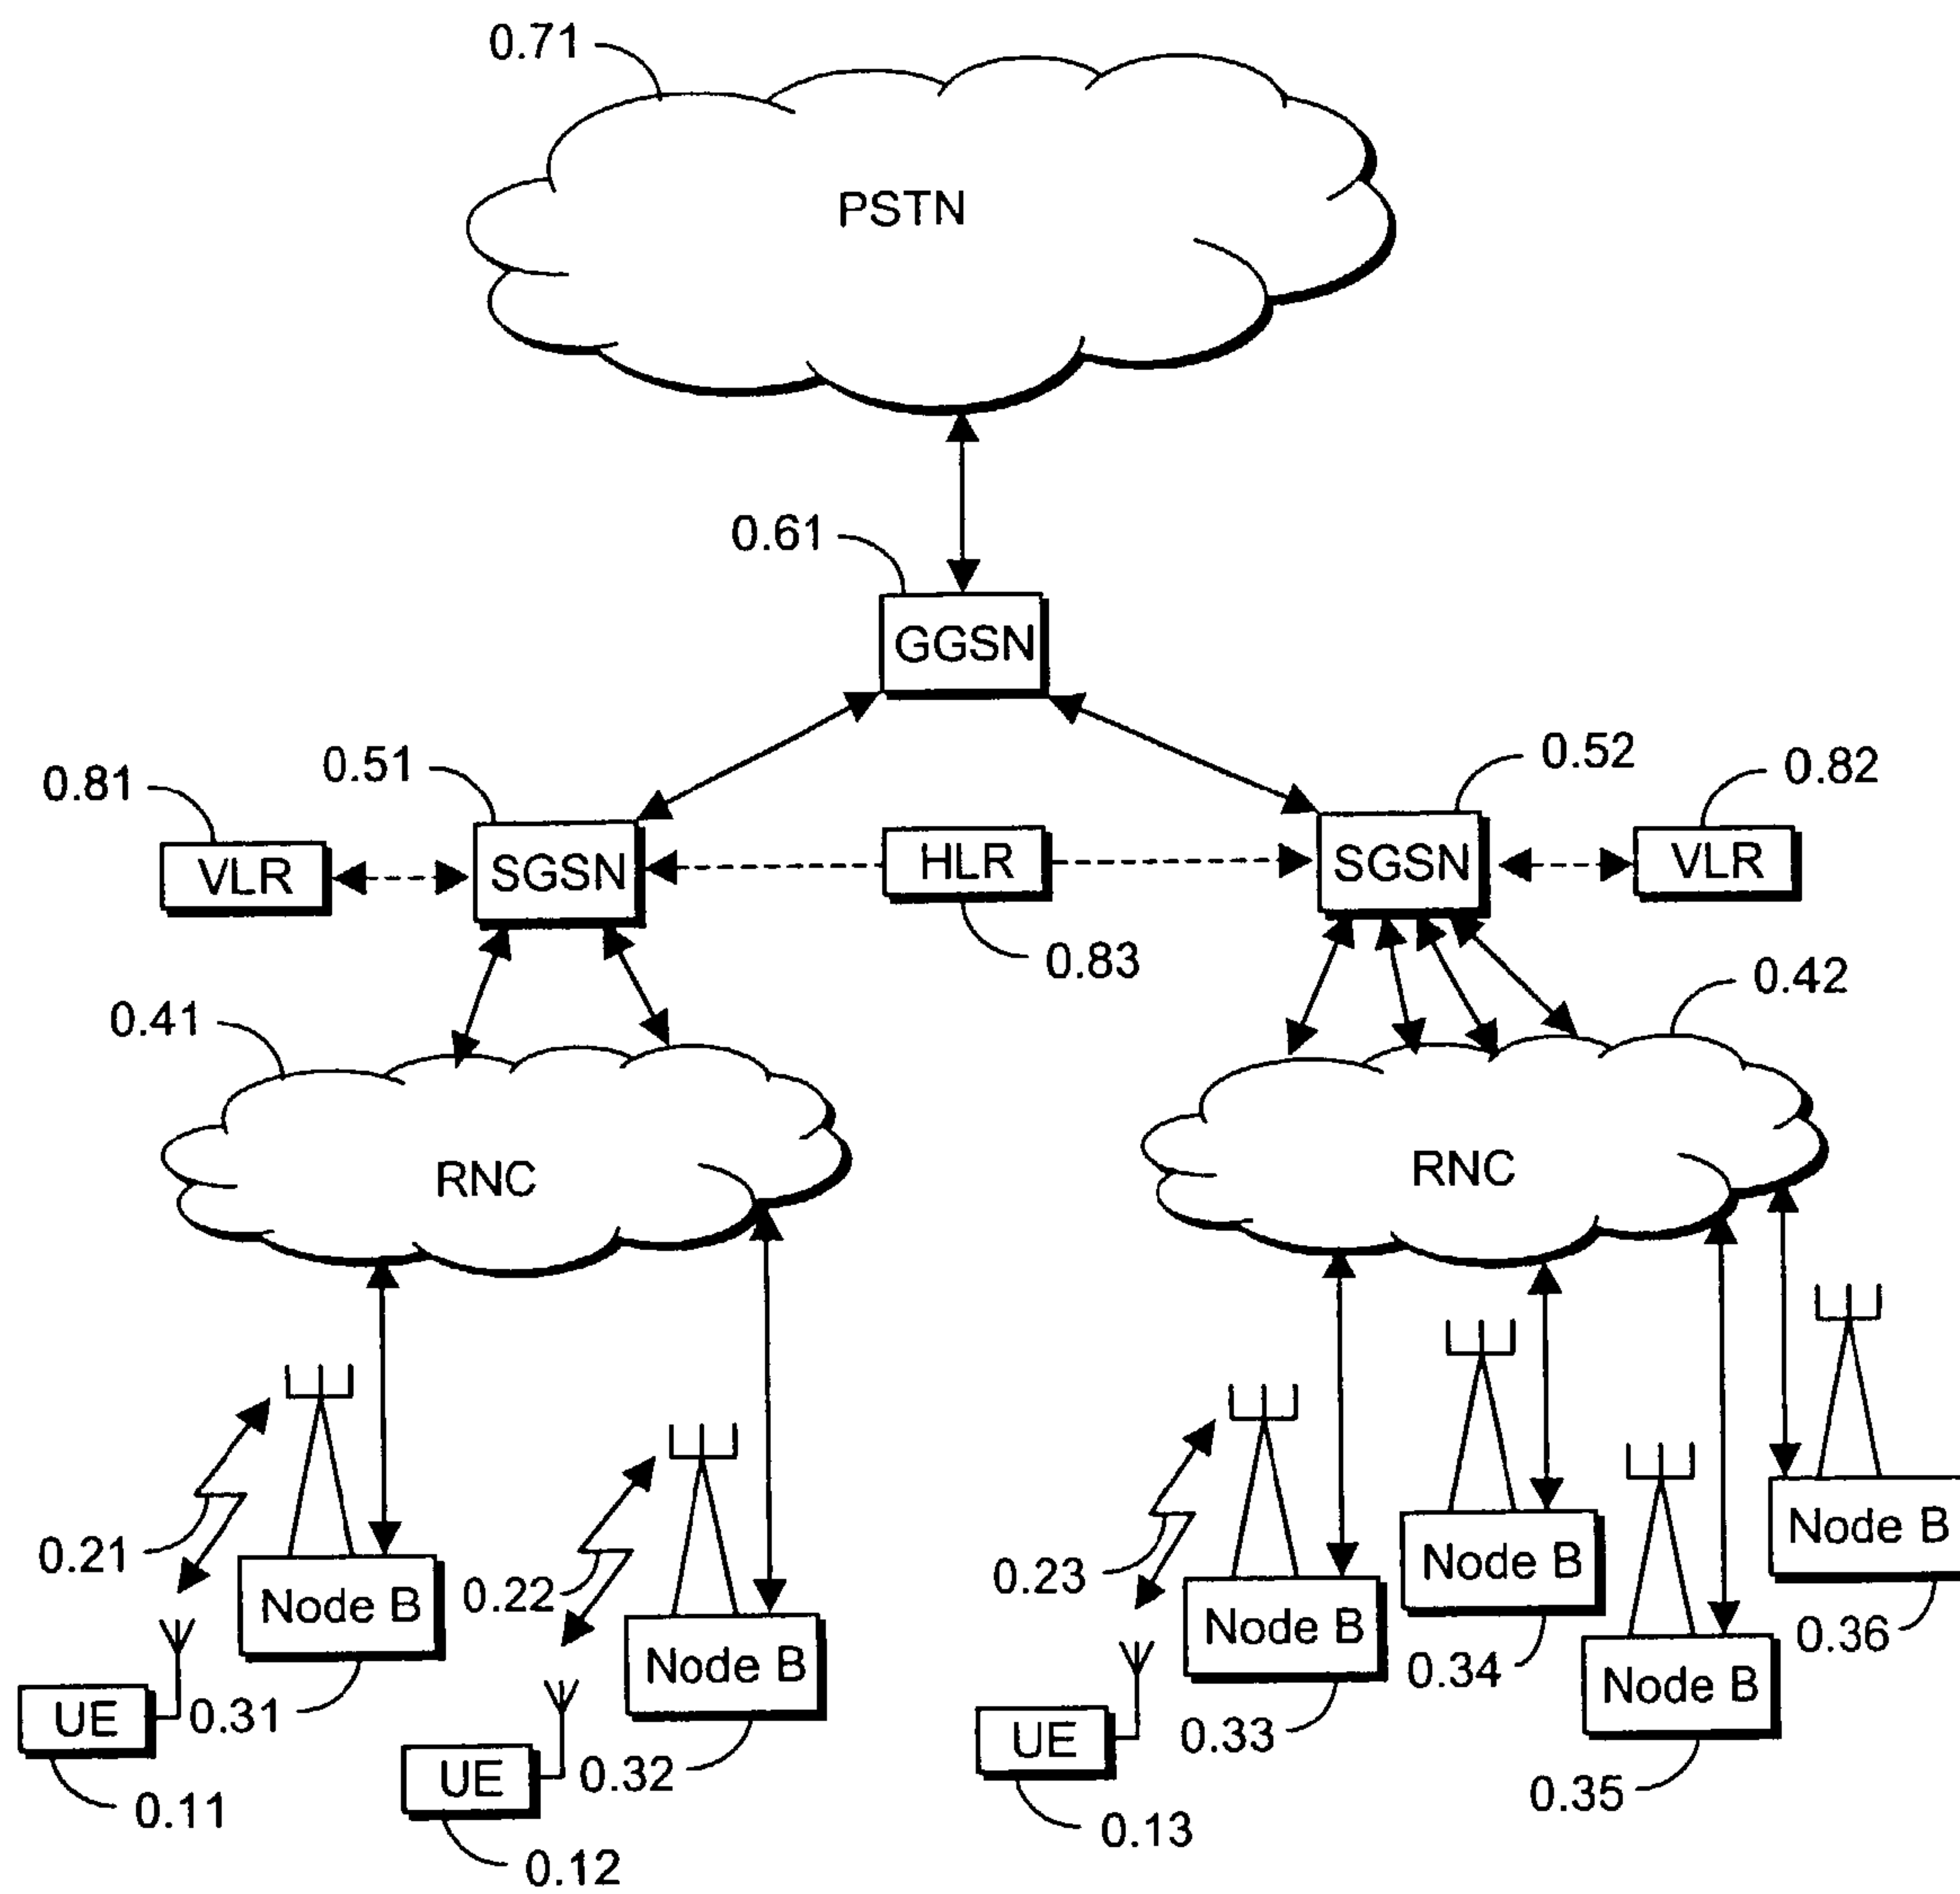 0.71
PSTN
0.61
GGSN
0.51
0.52
0.81
0.82
VLR
SGSN
HLR
SGSN
VLR
0.83
0.41
0.42
RNC
RNC
0.21
0.22
0.23
Node B
Node B
Node B
Node B
Node B
Node B
0.31
0.32
0.33
0.34
0.35
0.36
UE
UE
UE
0.11
0.12
0.13